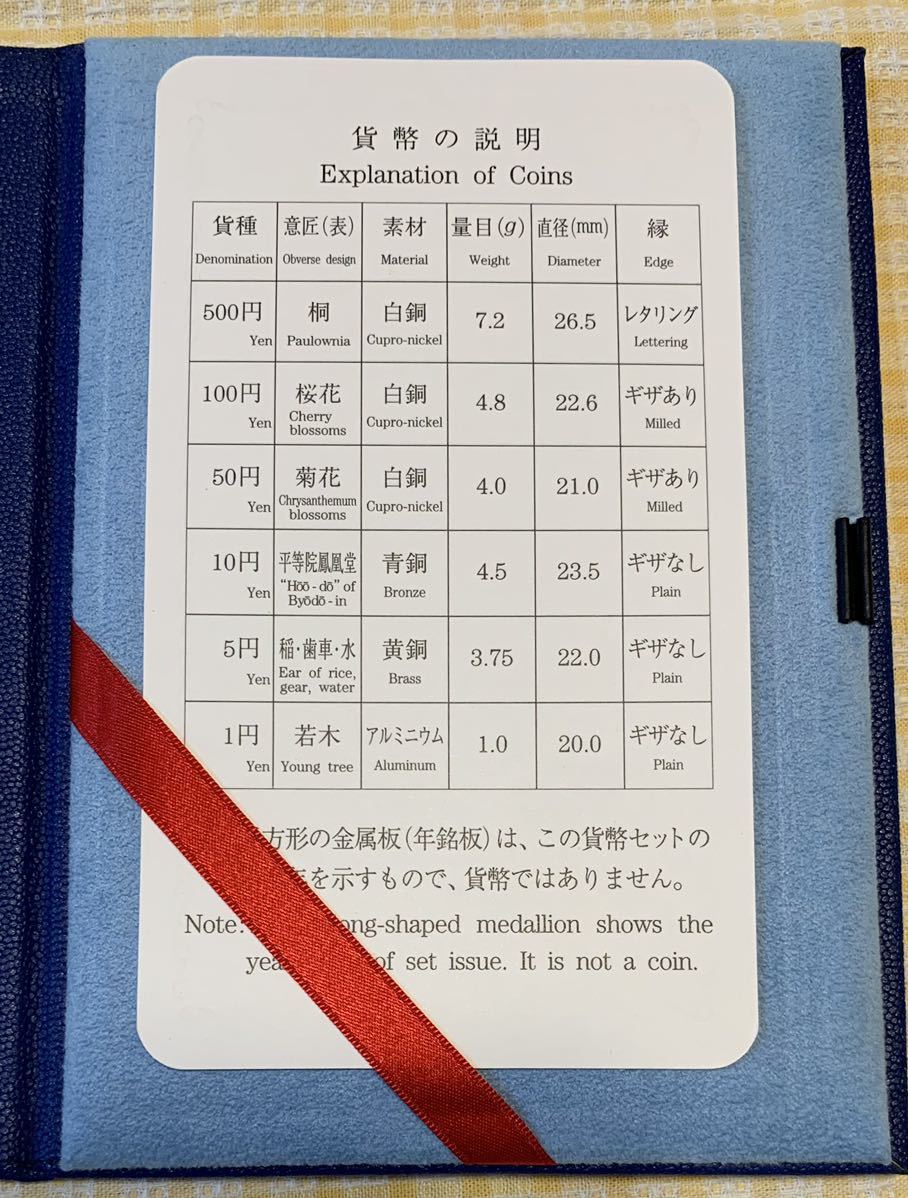 貨幣の説明
Explanation of Coins
貨種 意匠(表) 素材 量目(g) 直径(mm) 縁
Denomination Obverse design Material Weight Diameter Edge
500円 桐 白銅 7.2 26.5 レタリング
Yen Paulownia Cupro-nickel Lettering
100円 桜花 白銅 4.8 22.6 ギザあり
Yen Cherry blossoms Cupro-nickel Milled
50円 菊花 白銅 4.0 21.0 ギザあり
Yen Chrysanthemum blossoms Cupro-nickel Milled
10円 平等院鳳凰堂 青銅 4.5 23.5 ギザなし
Yen "Hōō-dō" of Byōdō-in Bronze Plain
5円 稲・歯車・水 黄銅 3.75 22.0 ギザなし
Yen Ear of rice, gear, water Brass Plain
1円 若木 アルミニウム 1.0 20.0 ギザなし
Yen Young tree Aluminum Plain
方形の金属板(年銘板)は、この貨幣セットの
を示すもので、貨幣ではありません。
Note: ong-shaped medallion shows the
yea of set issue. It is not a coin.